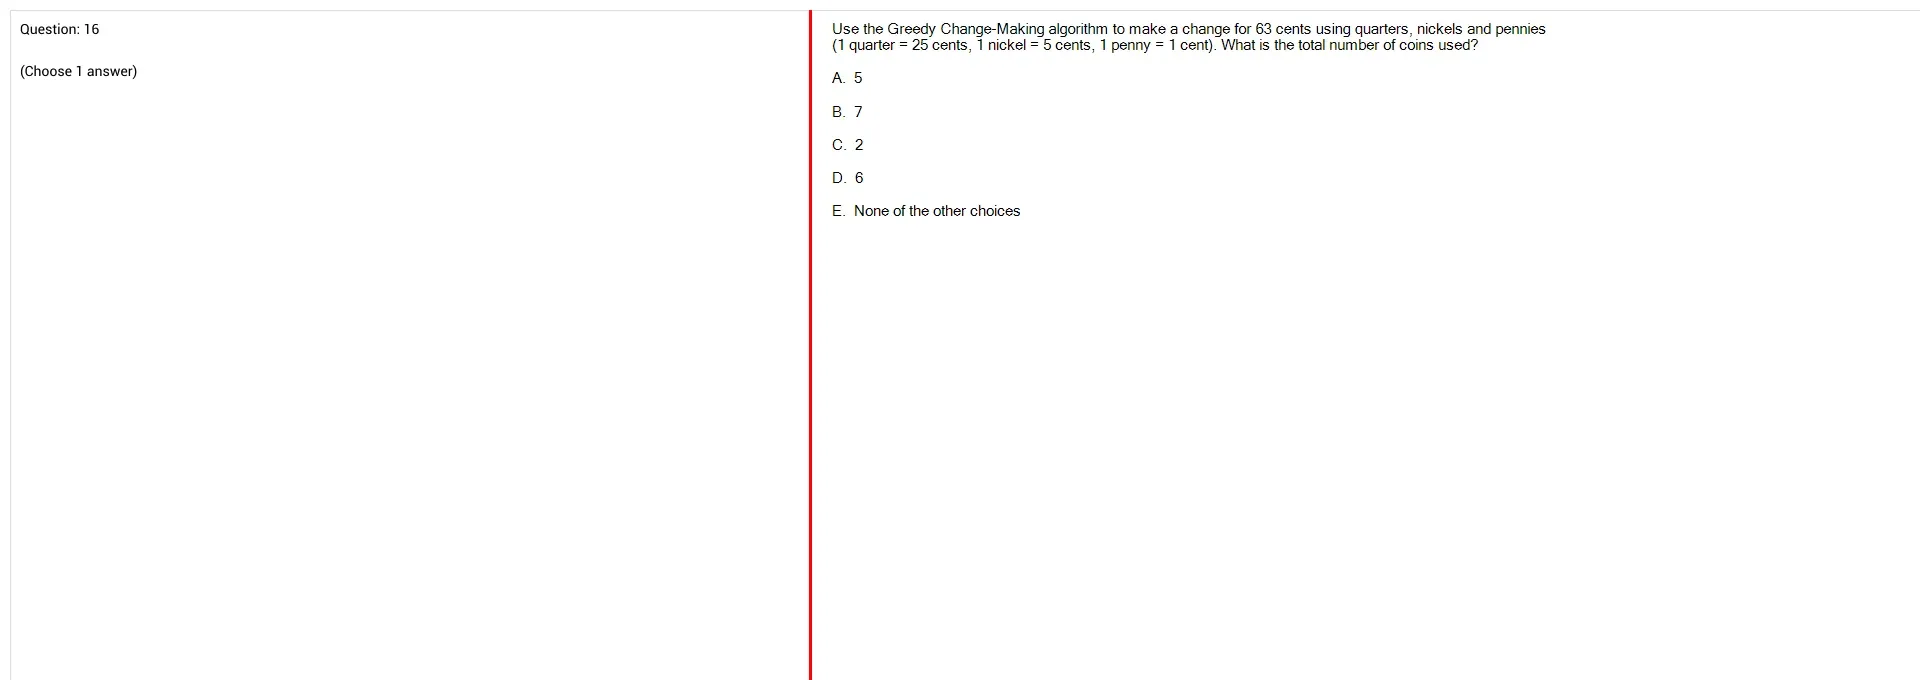 Question: 16
(Choose 1 answer)
Use the Greedy Change-Making algorithm to make a change for 63 cents using quarters, nickels and pennies
(1 quarter = 25 cents, 1 nickel = 5 cents, 1 penny = 1 cent). What is the total number of coins used?
A. 5
B. 7
C. 2
D. 6
E. None of the other choices